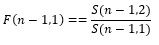 F(n − 1,1) == S(n − 1,2) / S(n − 1,1)